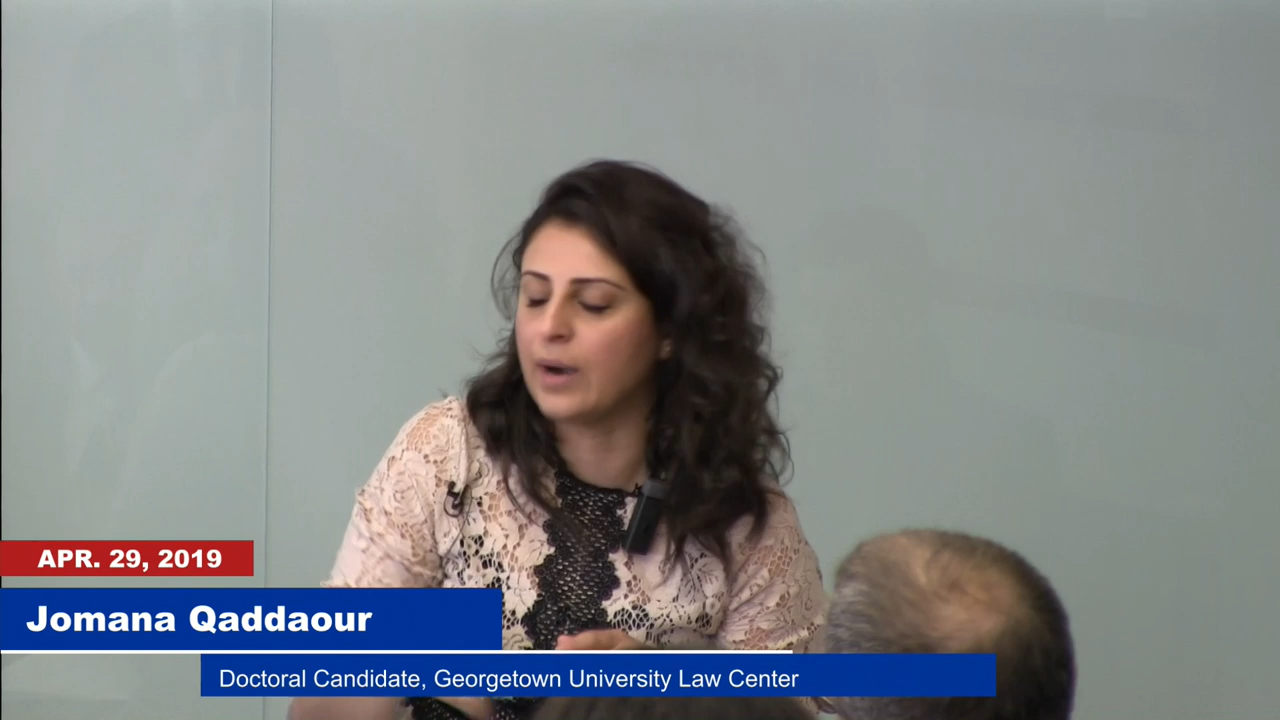 APR. 29, 2019
Jomana Qaddaour
Doctoral Candidate, Georgetown University Law Center